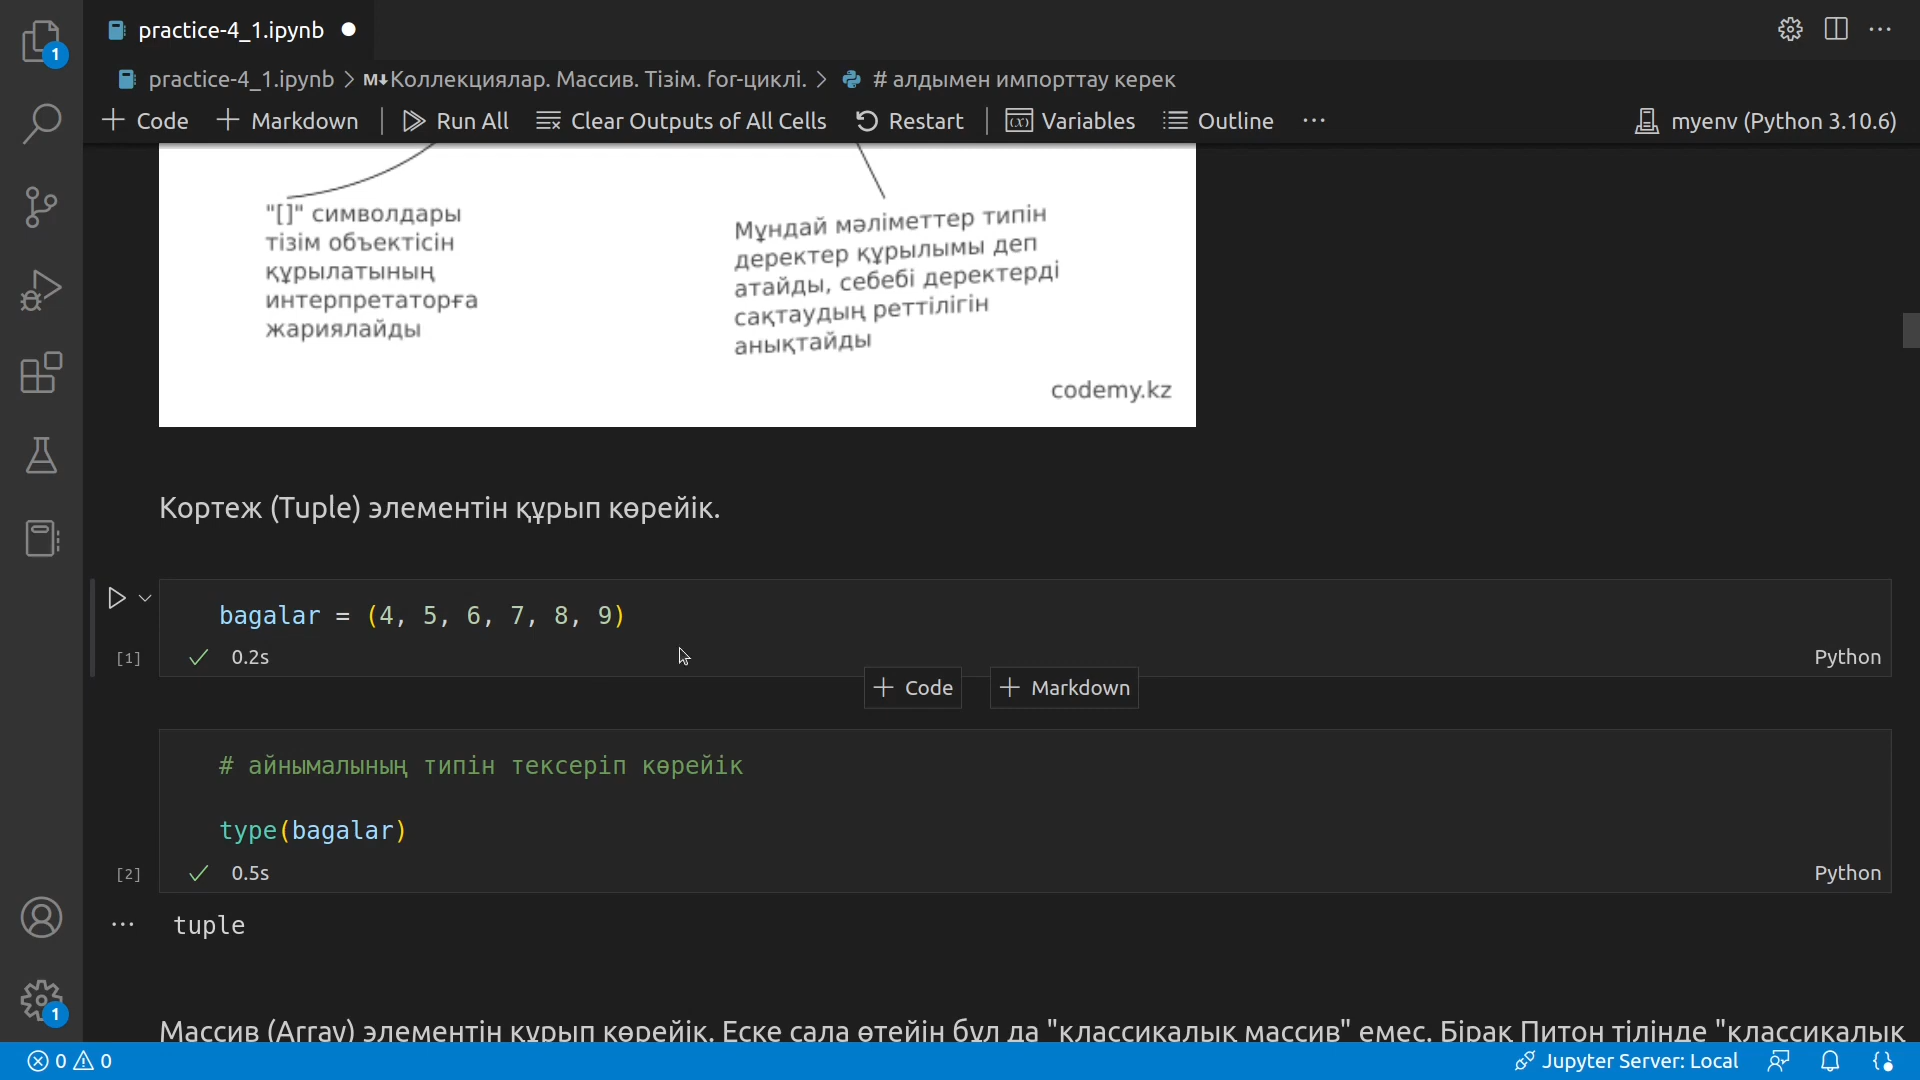 1
practice-4_1.ipynb
practice-4_1.ipynb > M↓Коллекциялар. Массив. Тізім. for-циклі. > # алдымен импорттау керек
+ Code + Markdown | Run All Clear Outputs of All Cells Restart | Variables Outline ...
myenv (Python 3.10.6)
"[]" символдары
тізім объектісін
құрылатының
интерпретаторға
жариялайды
Мұндай мәліметтер типін
деректер құрылымы деп
атайды, себебі деректерді
сақтаудың реттілігін
анықтайды
codemy.kz
Кортеж (Tuple) элементін құрып көрейік.
bagalar = (4, 5, 6, 7, 8, 9)
[1] ✓ 0.2s Python
+ Code + Markdown
# айнымалының типін тексеріп көрейік
type(bagalar)
[2] ✓ 0.5s Python
... tuple
Массив (Array) элементін құрып көрейік. Еске сала өтейін бұл да "классикалық массив" емес. Бірақ Питон тілінде "классикалық
1
0 0
Jupyter Server: Local